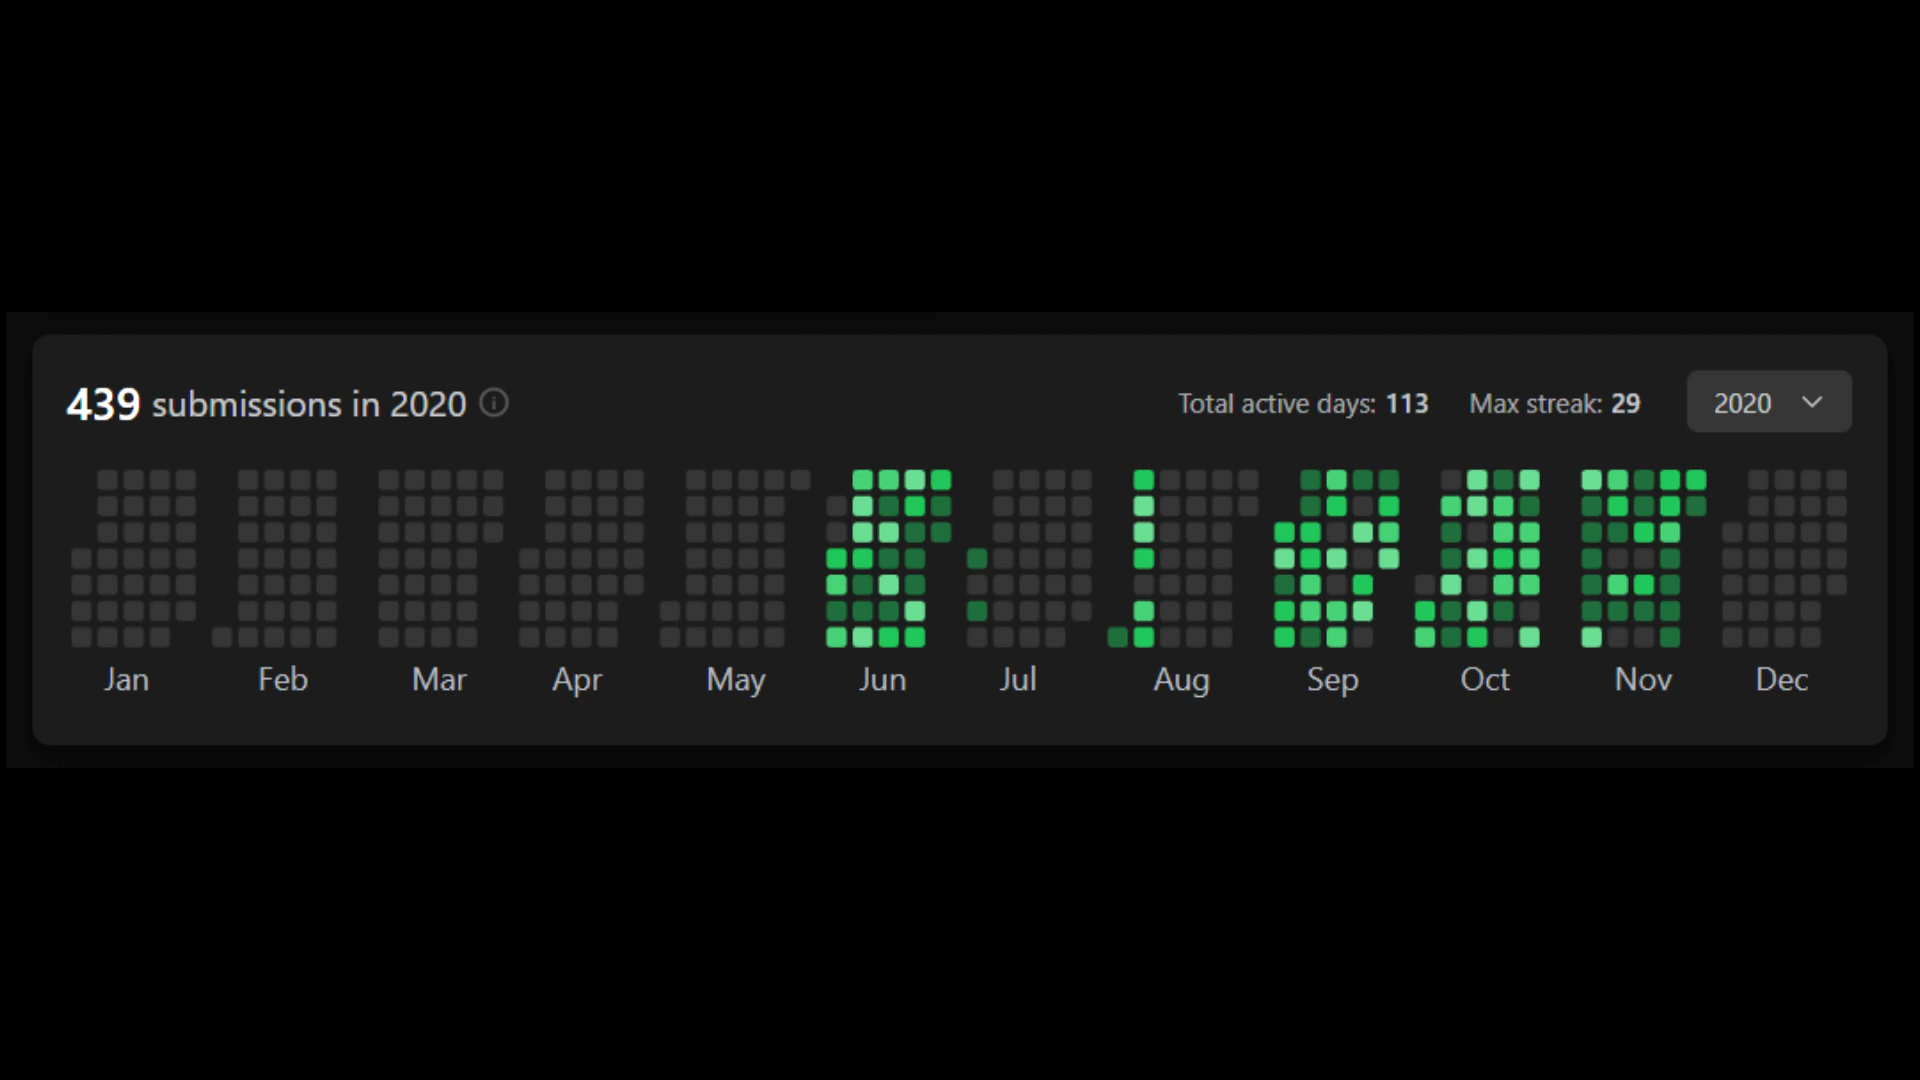 439 submissions in 2020
Total active days: 113 Max streak: 29 2020
Jan Feb Mar Apr May Jun Jul Aug Sep Oct Nov Dec